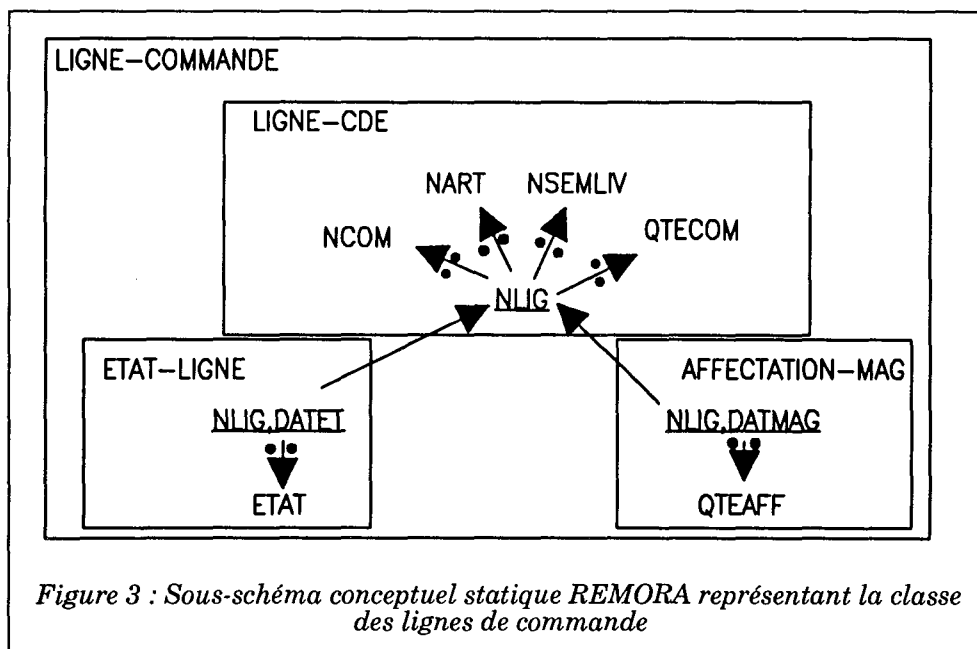 LIGNE-COMMANDE
LIGNE-CDE
NART NSEMLIV
NCOM QTECOM
NLIG
ETAT-LIGNE AFFECTATION-MAG
NLIG,DATET NLIG,DATMAG
ETAT QTEAFF
Figure 3 : Sous-schéma conceptuel statique REMORA représentant la classe
des lignes de commande